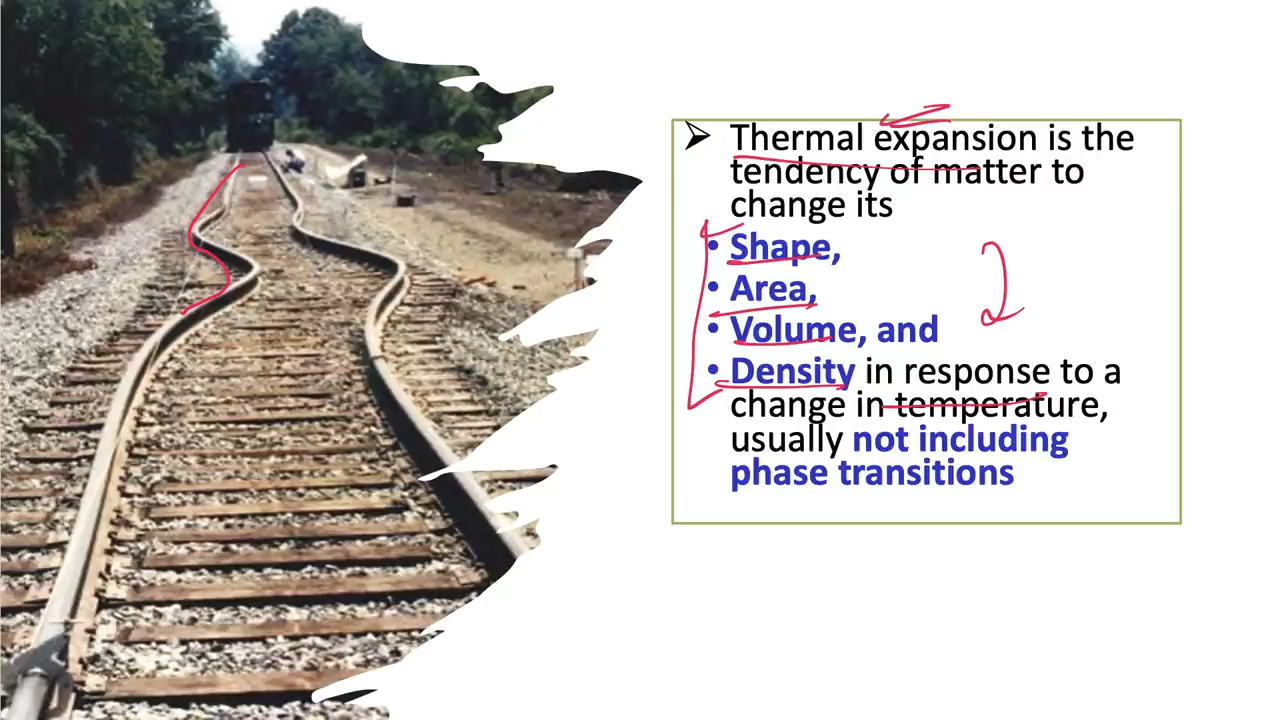 ➢ Thermal expansion is the
tendency of matter to
change its
• Shape,
• Area,
• Volume, and
• Density in response to a
change in temperature,
usually not including
phase transitions